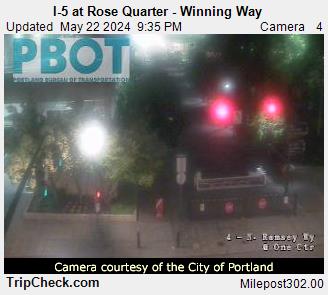 I-5 at Rose Quarter - Winning Way
Updated May 22 2024 9:35 PM Camera 4
PBOT
PORTLAND BUREAU OF TRANSPORTATION
4 - N. Ramsey Wy
@ One Ctr
Camera courtesy of the City of Portland
TripCheck.com Milepost302.00